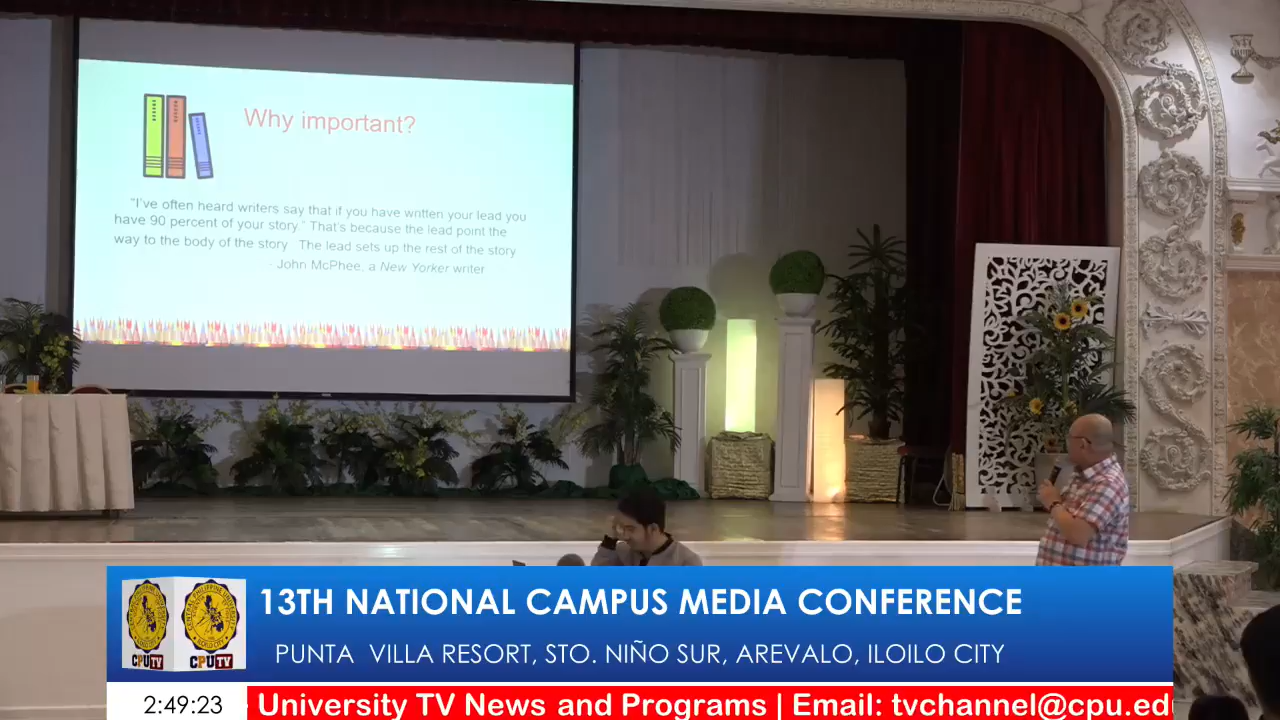 Why important?
"I've often heard writers say that if you have written your lead you
have 90 percent of your story." That's because the lead point the
way to the body of the story. The lead sets up the rest of the story
- John McPhee, a New Yorker writer
13TH NATIONAL CAMPUS MEDIA CONFERENCE
PUNTA VILLA RESORT, STO. NIÑO SUR, AREVALO, ILOILO CITY
CPUTV CPUTV
2:49:23 University TV News and Programs | Email: tvchannel@cpu.ed